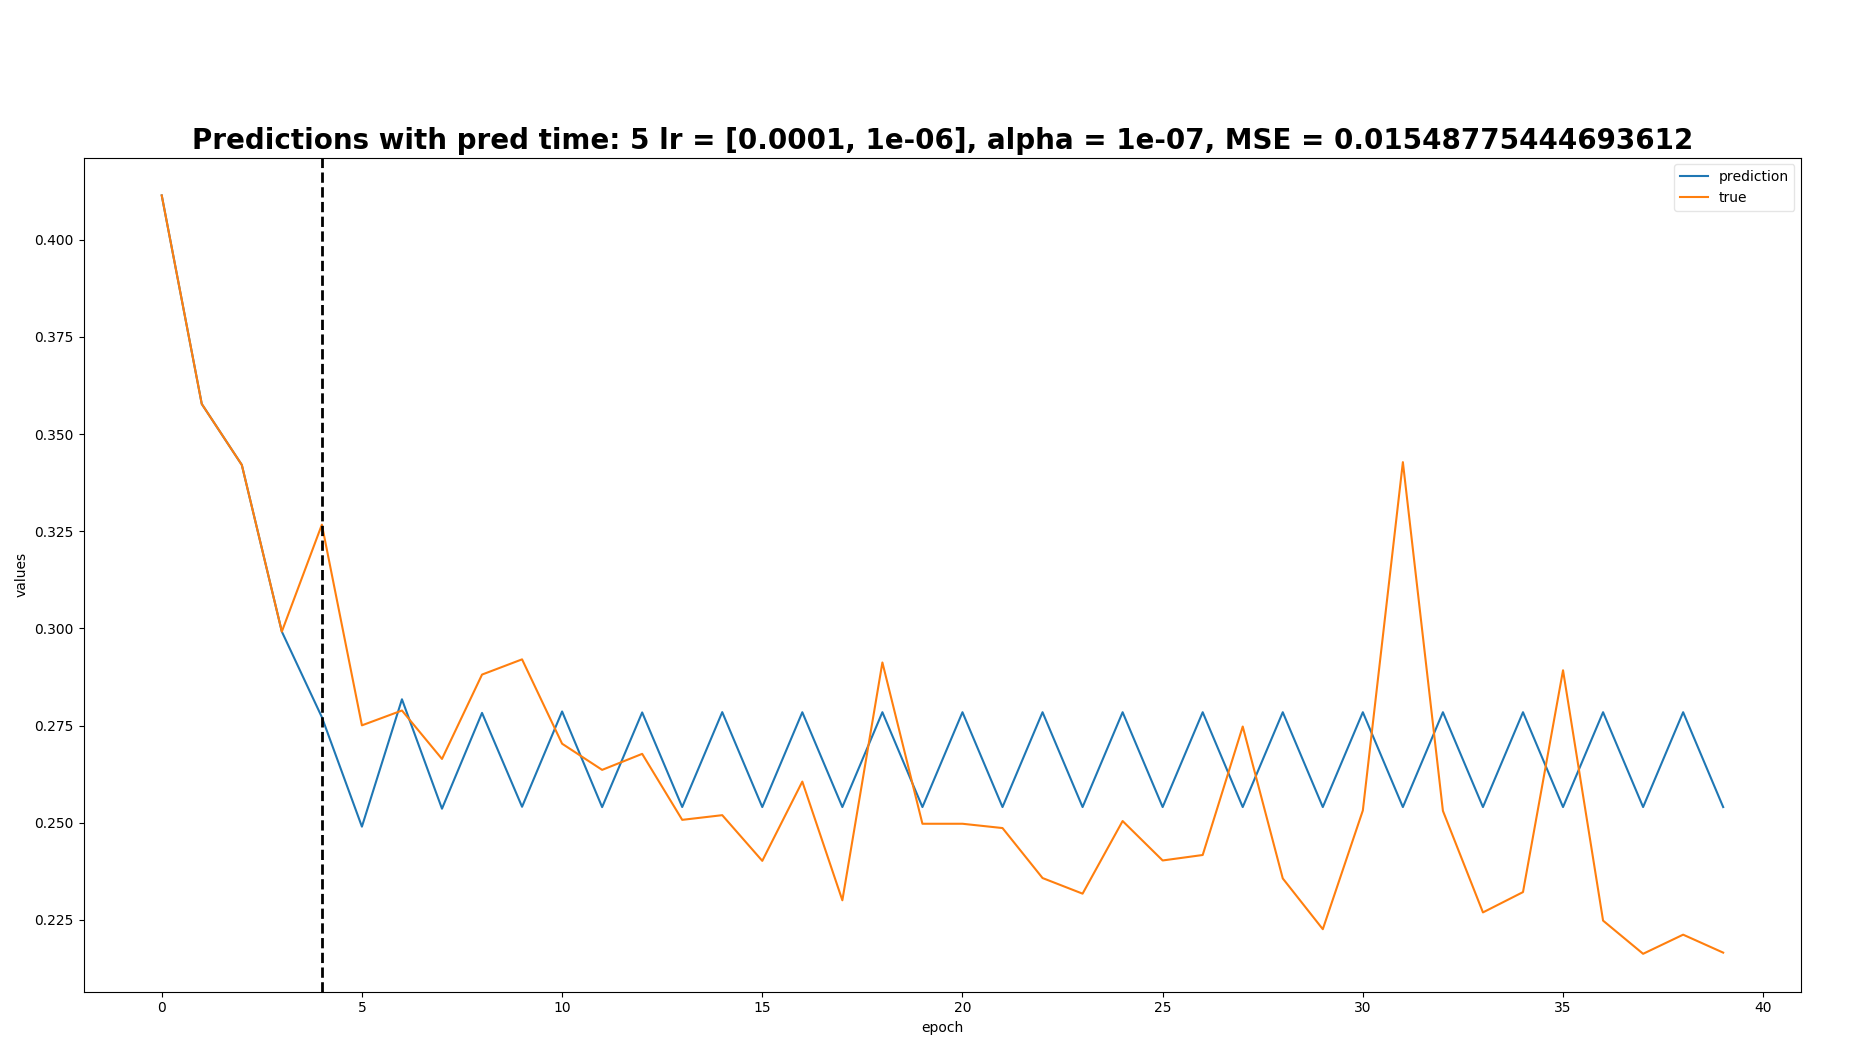 Predictions with pred time: 5 lr = [0.0001, 1e-06], alpha = 1e-07, MSE = 0.01548775444693612
prediction
true
0.400
0.375
0.350
0.325
0.300
0.275
0.250
0.225
values
0 5 10 15 20 25 30 35 40
epoch